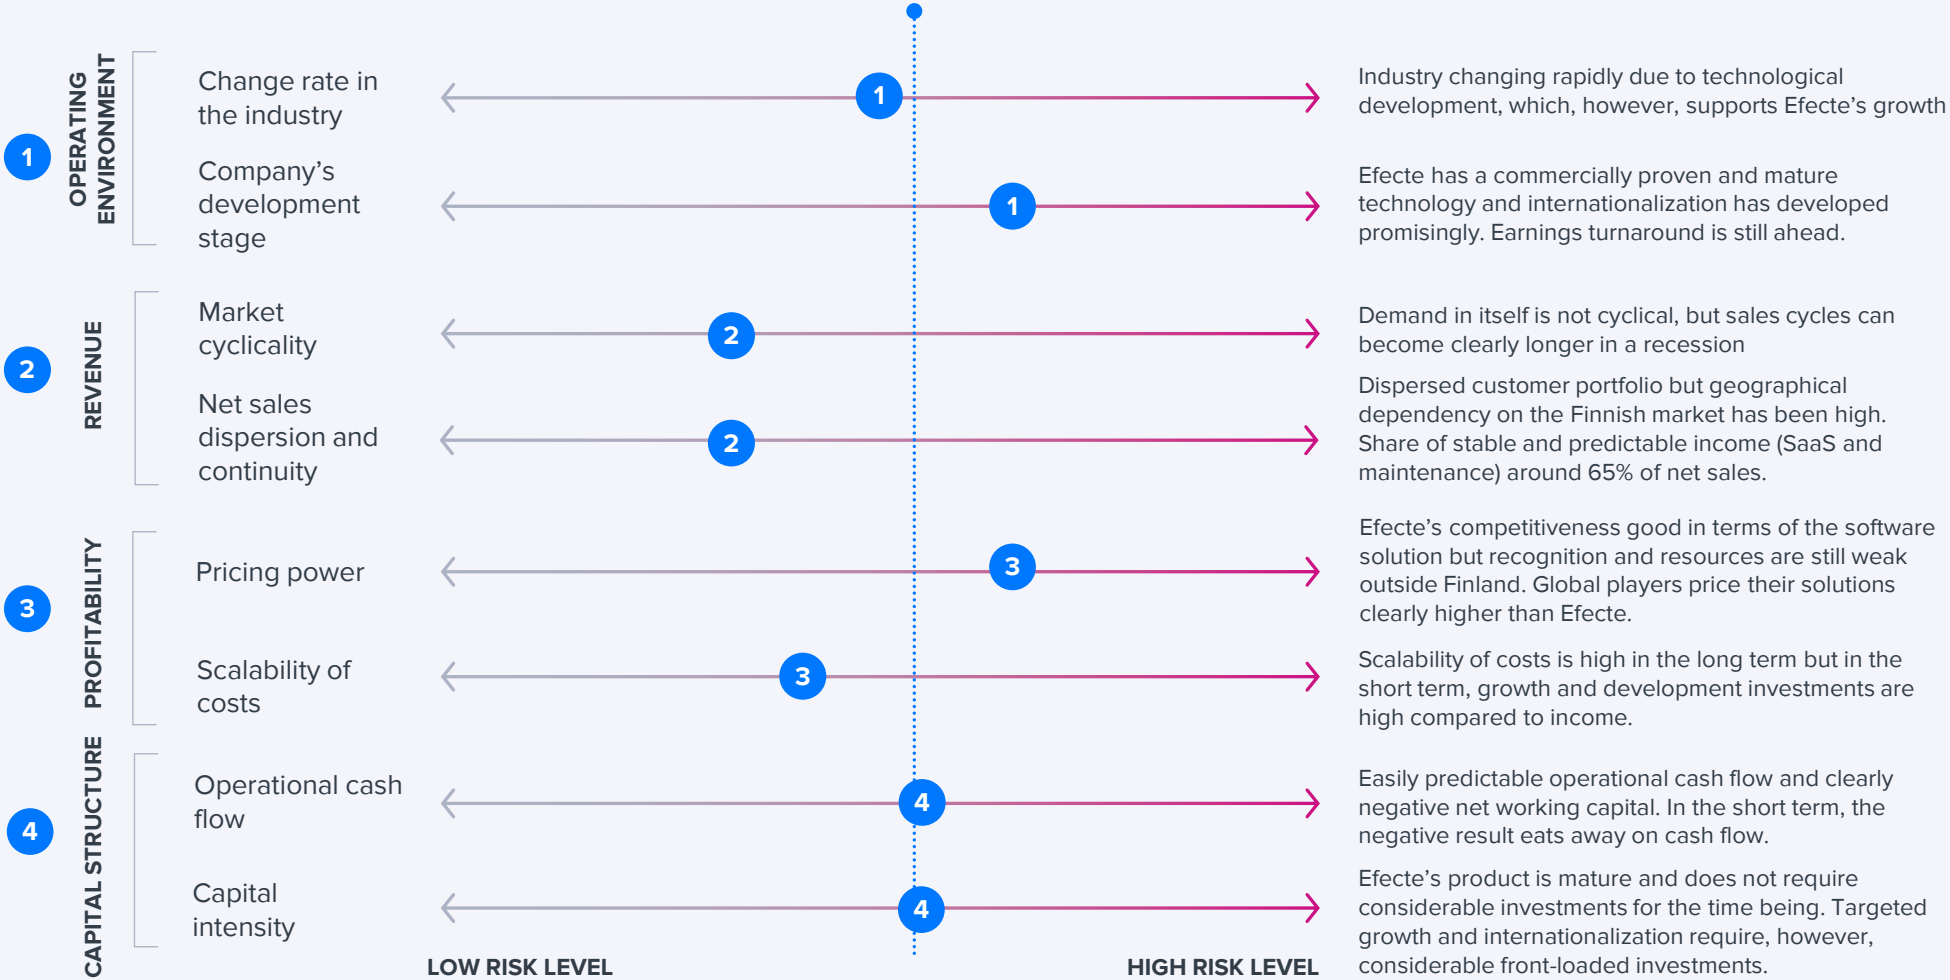 1
OPERATING
ENVIRONMENT
Change rate in
the industry
1
Industry changing rapidly due to technological
development, which, however, supports Efecte’s growth
Company’s
development
stage
1
Efecte has a commercially proven and mature
technology and internationalization has developed
promisingly. Earnings turnaround is still ahead.
2
REVENUE
Market
cyclicality
2
Demand in itself is not cyclical, but sales cycles can
become clearly longer in a recession
Net sales
dispersion and
continuity
2
Dispersed customer portfolio but geographical
dependency on the Finnish market has been high.
Share of stable and predictable income (SaaS and
maintenance) around 65% of net sales.
3
PROFITABILITY
Pricing power
3
Efecte’s competitiveness good in terms of the software
solution but recognition and resources are still weak
outside Finland. Global players price their solutions
clearly higher than Efecte.
Scalability of
costs
3
Scalability of costs is high in the long term but in the
short term, growth and development investments are
high compared to income.
4
CAPITAL STRUCTURE
Operational cash
flow
4
Easily predictable operational cash flow and clearly
negative net working capital. In the short term, the
negative result eats away on cash flow.
Capital
intensity
4
Efecte’s product is mature and does not require
considerable investments for the time being. Targeted
growth and internationalization require, however,
considerable front-loaded investments.
LOW RISK LEVEL
HIGH RISK LEVEL